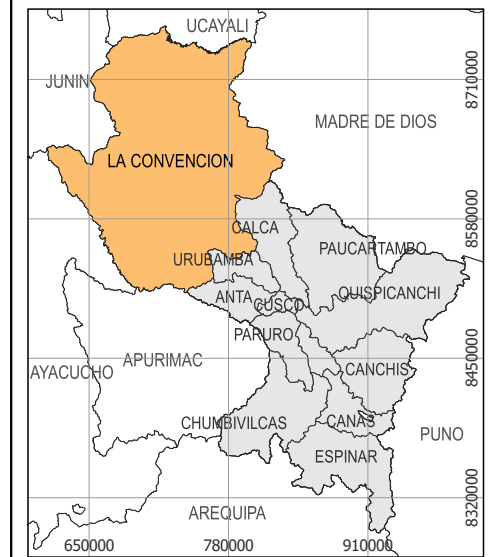 UCAYALI
JUNIN
8710000
MADRE DE DIOS
LA CONVENCION
8580000
CALCA
PAUCARTAMBO
URUBAMBA
QUISPICANCHI
ANTA
CUSCO
PARURO
8450000
APURIMAC
AYACUCHO
CANCHIS
CHUMBIVILCAS
CANAS
PUNO
ESPINAR
8320000
AREQUIPA
650000
780000
910000